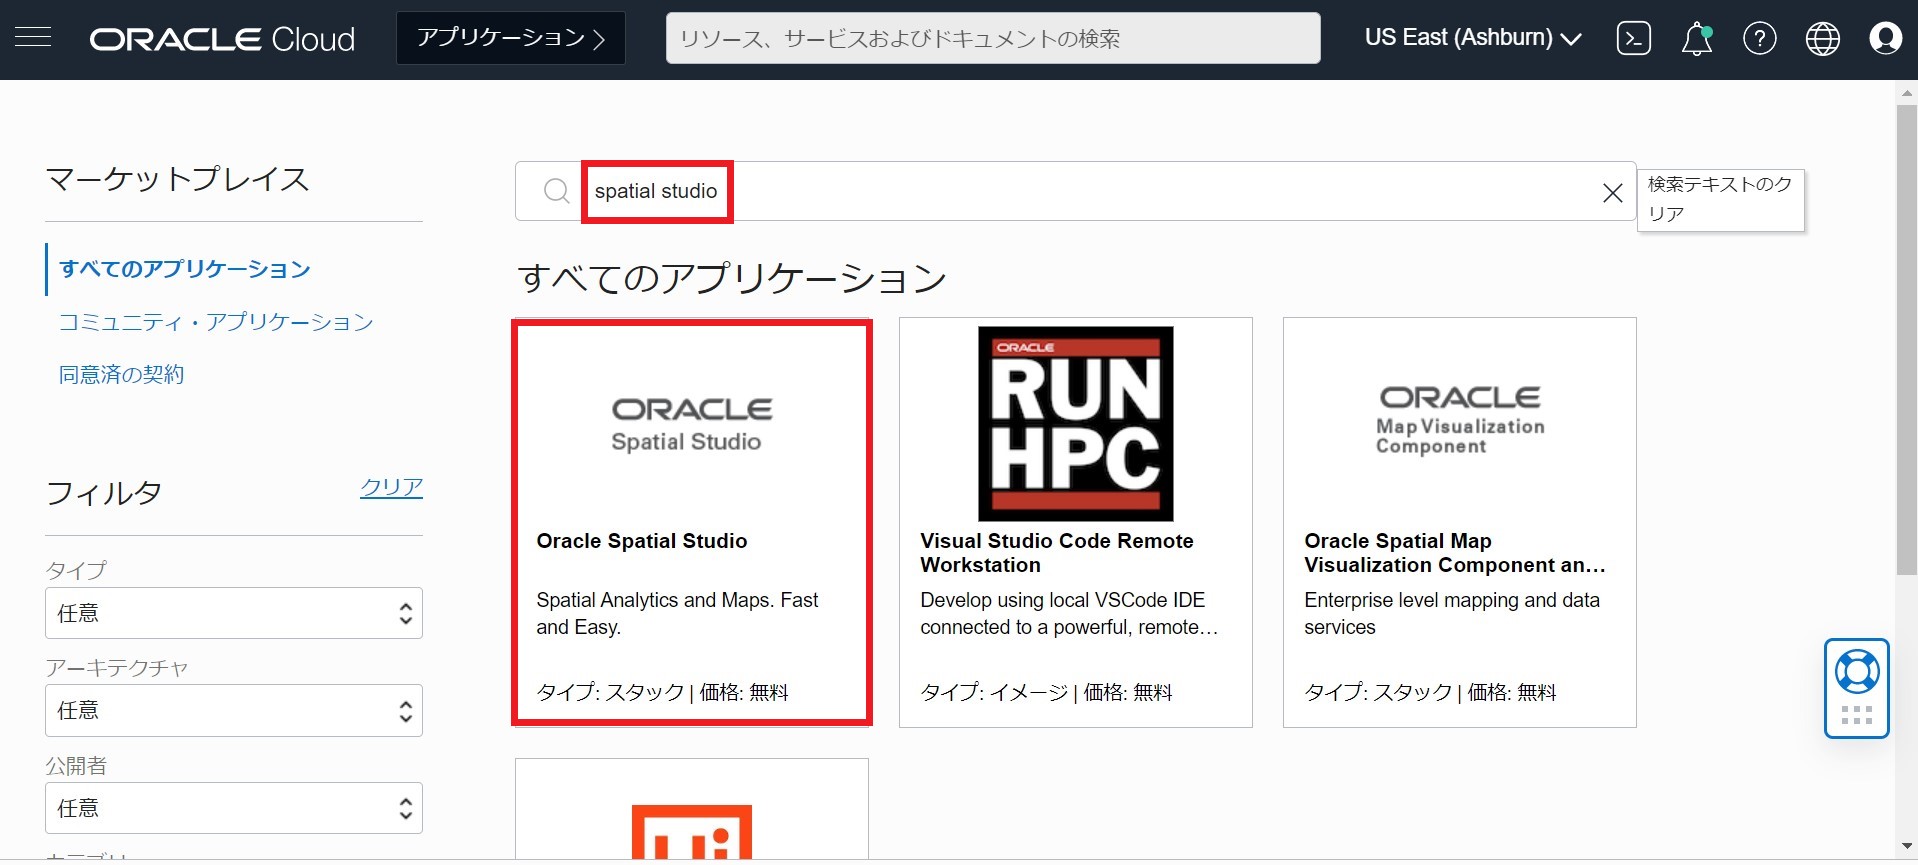 ORACLE Cloud
アプリケーション
リソース、サービスおよびドキュメントの検索
US East (Ashburn)
マーケットプレイス
すべてのアプリケーション
コミュニティ・アプリケーション
同意済の契約
フィルタ
クリア
タイプ
任意
アーキテクチャ
任意
公開者
任意
spatial studio
検索テキストのク
リア
すべてのアプリケーション
ORACLE
Spatial Studio
Oracle Spatial Studio
Spatial Analytics and Maps. Fast
and Easy.
タイプ: スタック | 価格: 無料
ORACLE
RUN
HPC
Visual Studio Code Remote
Workstation
Develop using local VSCode IDE
connected to a powerful, remote…
タイプ: イメージ | 価格: 無料
ORACLE
Map Visualization
Component
Oracle Spatial Map
Visualization Component an…
Enterprise level mapping and data
services
タイプ: スタック | 価格: 無料